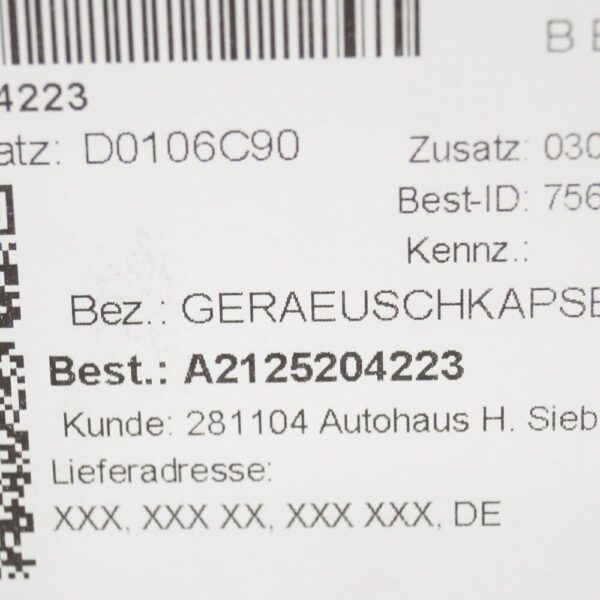 B
4223
atz: D0106C90
Zusatz: 030
Best-ID: 756
Kennz.:
Bez.: GERAEUSCHKAPSE
Best.: A2125204223
Kunde: 281104 Autohaus H. Sieb
Lieferadresse:
XXX, XXX XX, XXX XXX, DE